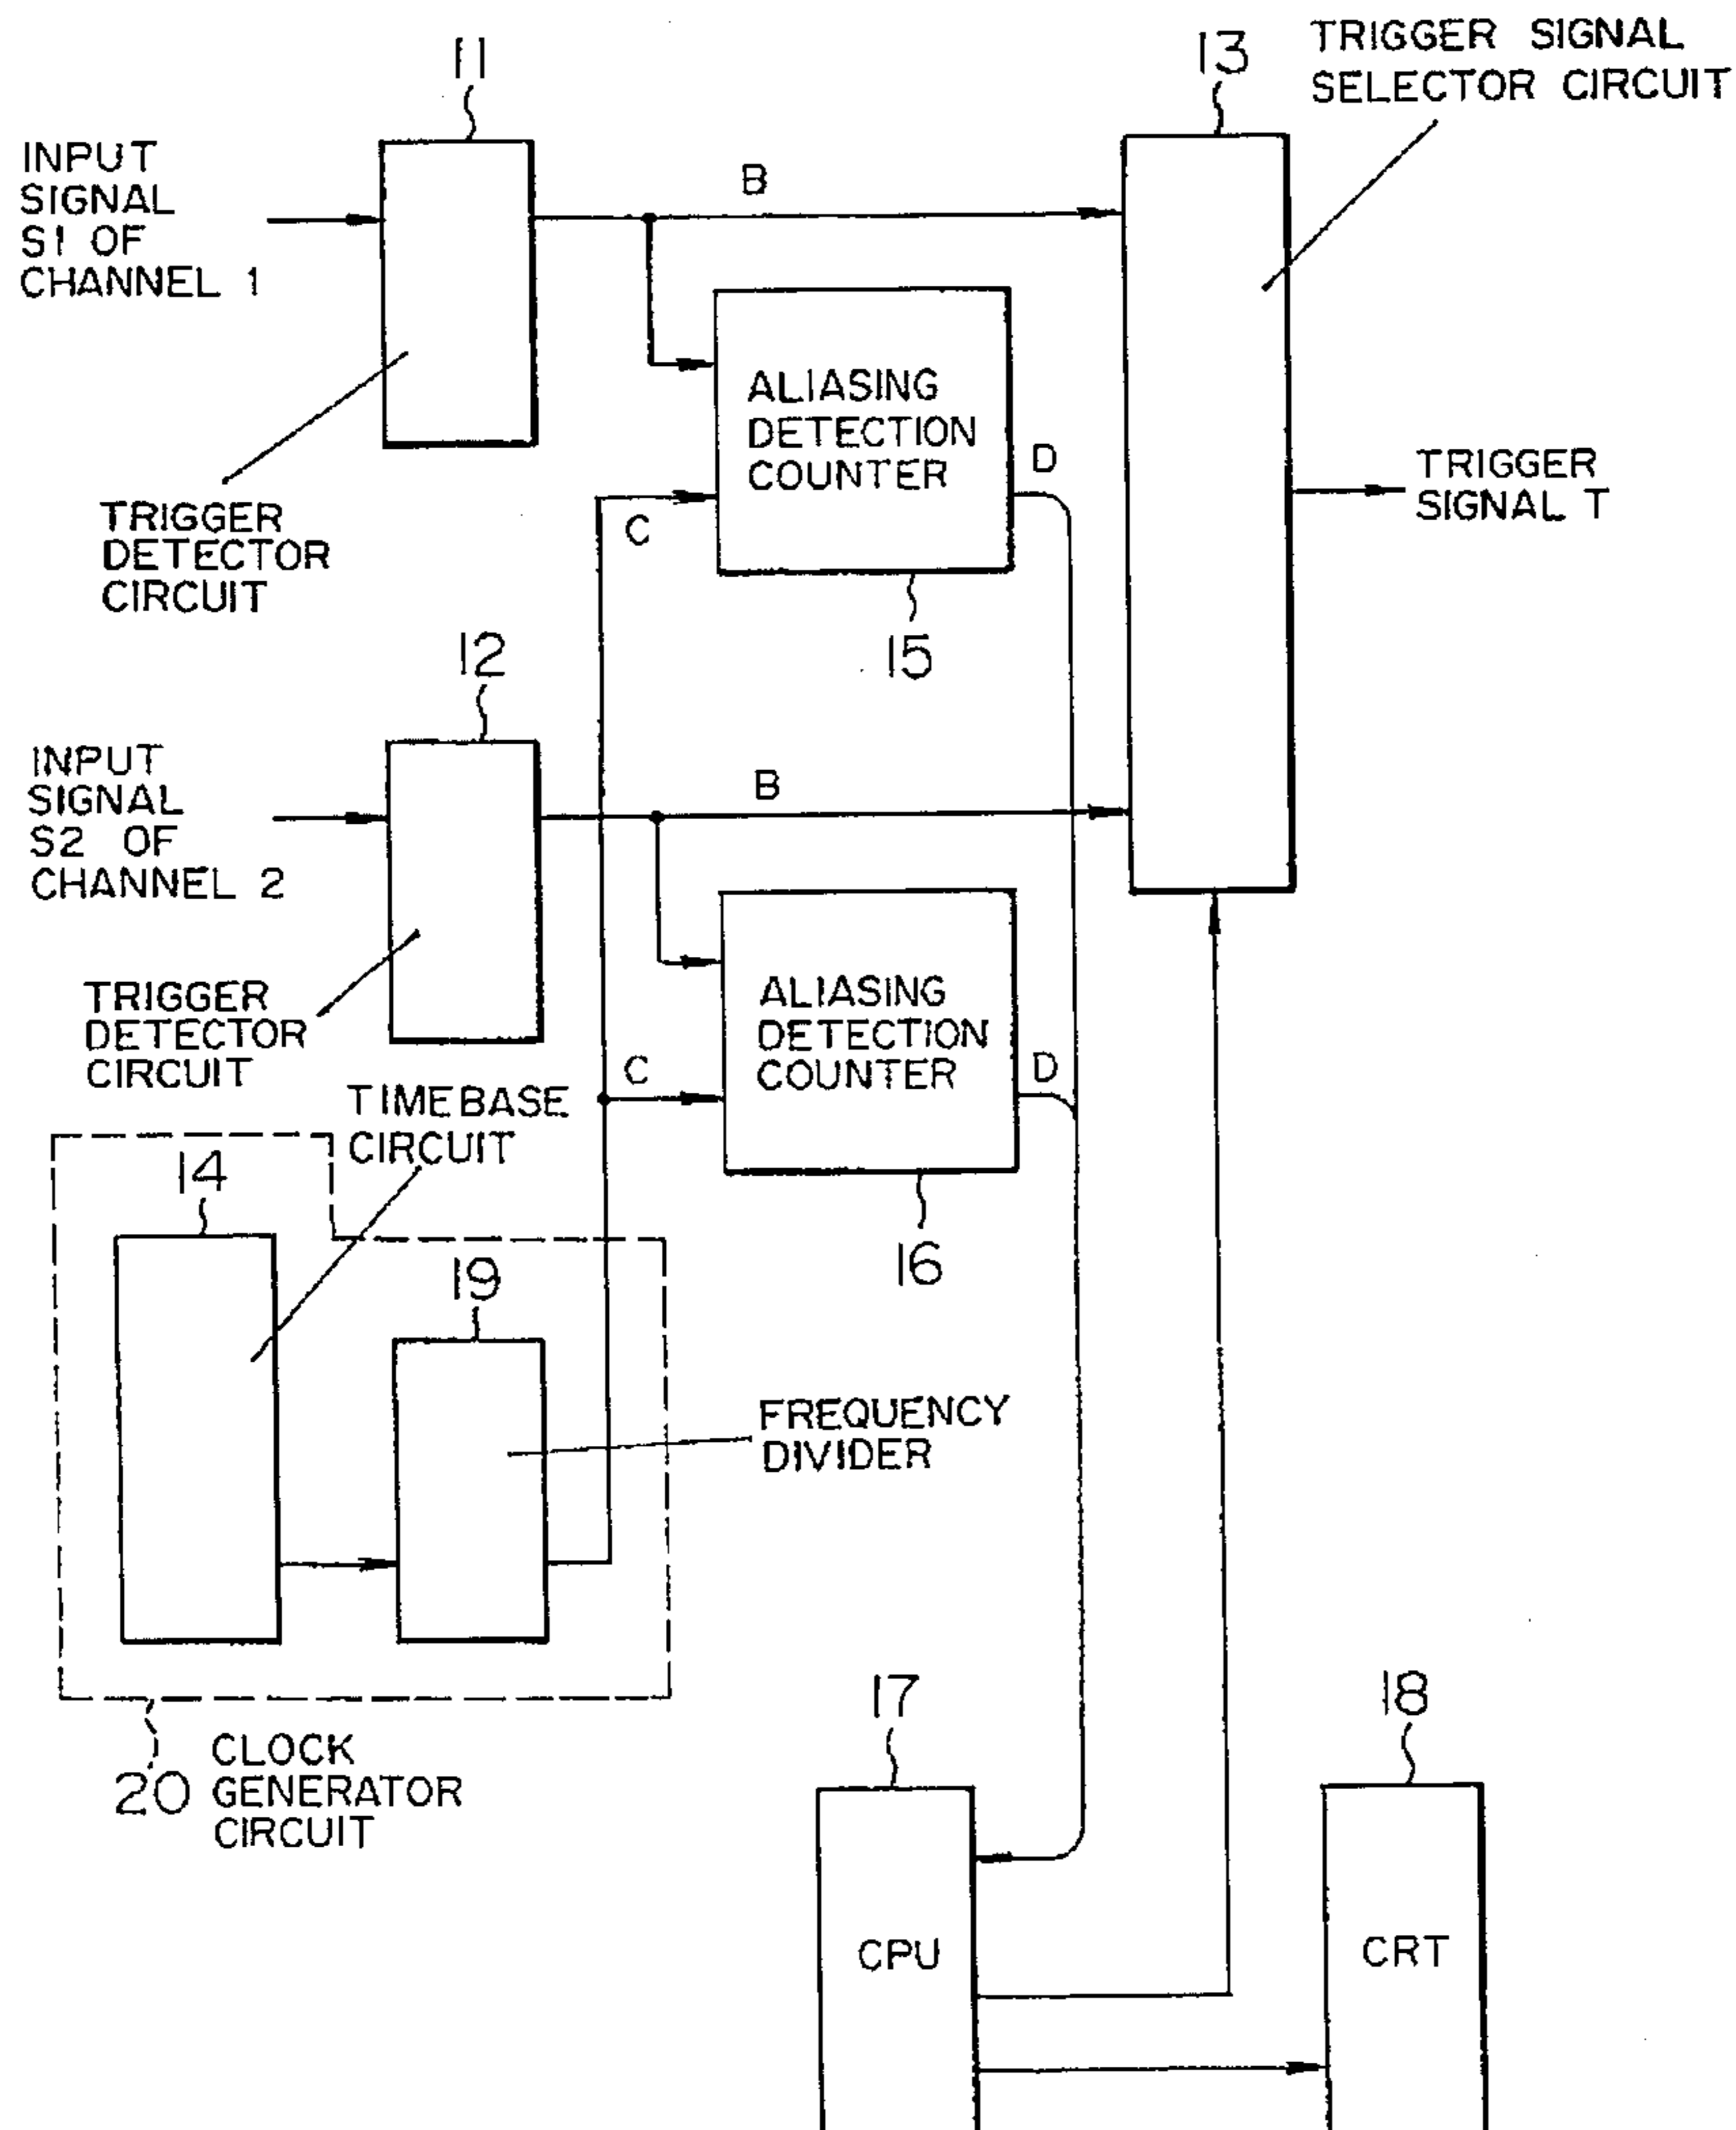 11
13
TRIGGER SIGNAL
SELECTOR CIRCUIT
INPUT
SIGNAL
S1 OF
CHANNEL 1
B
ALIASING
DETECTION
COUNTER
D
C
TRIGGER
SIGNAL T
TRIGGER
DETECTOR
CIRCUIT
15
12
INPUT
SIGNAL
S2 OF
CHANNEL 2
B
ALIASING
DETECTION
COUNTER
D
C
TRIGGER
DETECTOR
CIRCUIT
16
TIMEBASE
CIRCUIT
14
19
FREQUENCY
DIVIDER
20
CLOCK
GENERATOR
CIRCUIT
17
18
CPU
CRT